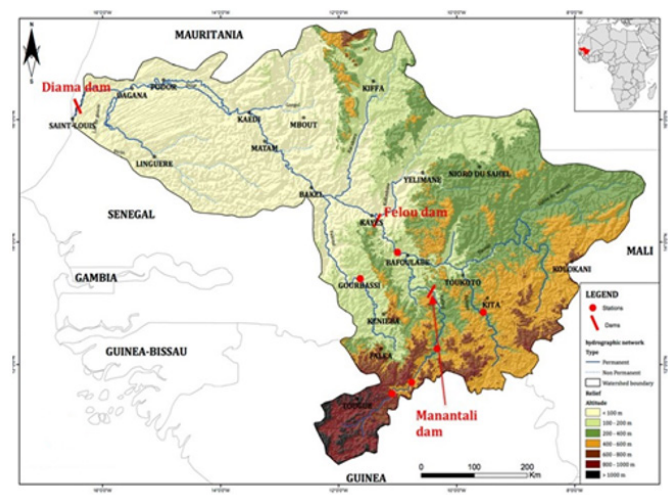 MAURITANIA
N
Diama dam
DAGANA
PODOR
KIFFA
SAINT-LOUIS
KAEDI
MBOUT
MATAM
LINGUERE
NIORO DU SAHEL
YELIMANE
BAKEL
SENEGAL
KAYES
Felou dam
MALI
BAFOULABE
GAMBIA
GOURBASSI
TOUKOTO
KOLOKANI
KITA
KENIEBA
GUINEA-BISSAU
FALEA
TOUGUE
Manantali
dam
GUINEA
0
100
200
Km
LEGEND
Stations
Dams
hydrographic network
Type
Permanent
Non Permanent
Watershed boundary
Relief
Altitude
< 100 m
100 - 200 m
200 - 400 m
400 - 600 m
600 - 800 m
800 - 1000 m
> 1000 m